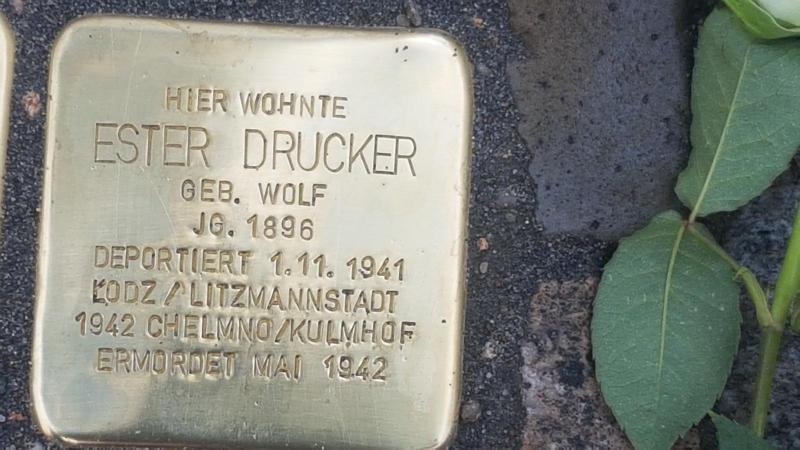 HIER WOHNTE
ESTER DRUCKER
GEB. WOLF
JG. 1896
DEPORTIERT 1.11. 1941
ŁODZ / LITZMANNSTADT
1942 CHELMNO/KULMHOF
ERMORDET MAI 1942